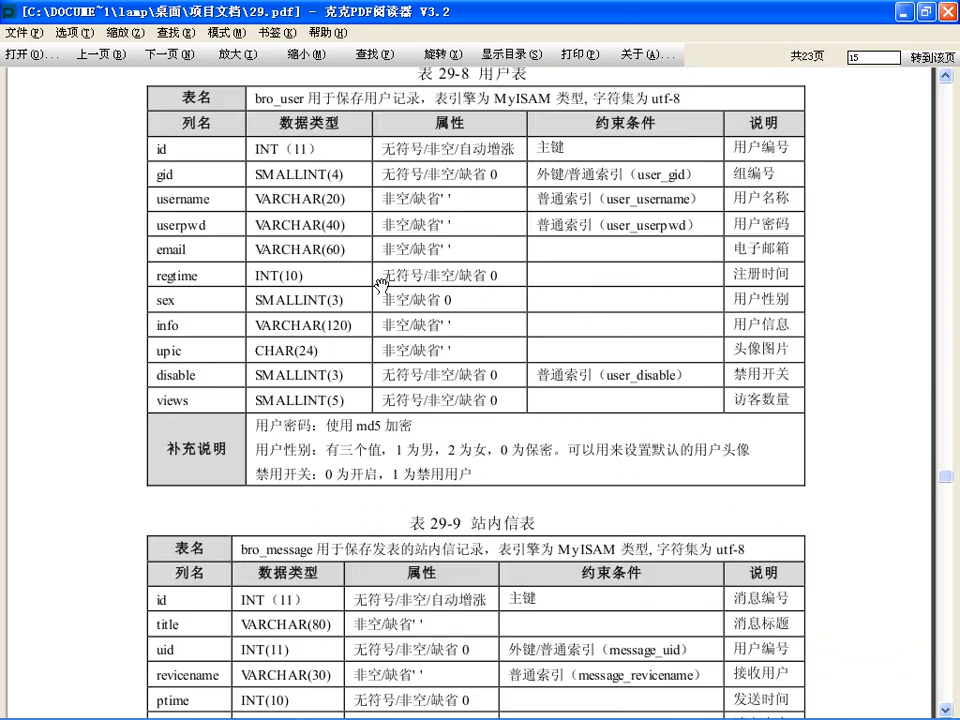 [C:\DOCUME~1\lamp\桌面\项目文档\29.pdf] - 克克PDF阅读器 V3.2
文件(F) 选项(T) 缩放(Z) 查找(E) 模式(M) 书签(K) 帮助(H)
打开(O)... 上一页(B) 下一页(N) 放大(I) 缩小(M) 查找(F) 旋转(X) 显示目录(S) 打印(P) 关于(A)... 共23页 15 转到该页
表 29-8 用户表
表名 bro_user 用于保存用户记录，表引擎为 MyISAM 类型, 字符集为 utf-8
列名 数据类型 属性 约束条件 说明
id INT（11） 无符号/非空/自动增涨 主键 用户编号
gid SMALLINT(4) 无符号/非空/缺省 0 外键/普通索引（user_gid） 组编号
username VARCHAR(20) 非空/缺省' ' 普通索引（user_username） 用户名称
userpwd VARCHAR(40) 非空/缺省' ' 普通索引（user_userpwd） 用户密码
email VARCHAR(60) 非空/缺省' ' 电子邮箱
regtime INT(10) 无符号/非空/缺省 0 注册时间
sex SMALLINT(3) 非空/缺省 0 用户性别
info VARCHAR(120) 非空/缺省' ' 用户信息
upic CHAR(24) 非空/缺省' ' 头像图片
disable SMALLINT(3) 无符号/非空/缺省 0 普通索引（user_disable） 禁用开关
views SMALLINT(5) 无符号/非空/缺省 0 访客数量
补充说明 用户密码：使用 md5 加密
用户性别：有三个值，1 为男，2 为女，0 为保密。可以用来设置默认的用户头像
禁用开关：0 为开启，1 为禁用用户
表 29-9 站内信表
表名 bro_message 用于保存发表的站内信记录，表引擎为 MyISAM 类型, 字符集为 utf-8
列名 数据类型 属性 约束条件 说明
id INT（11） 无符号/非空/自动增涨 主键 消息编号
title VARCHAR(80) 非空/缺省' ' 消息标题
uid INT(11) 无符号/非空/缺省 0 外键/普通索引（message_uid） 用户编号
revicename VARCHAR(30) 非空/缺省' ' 普通索引（message_revicename） 接收用户
ptime INT(10) 无符号/非空/缺省 0 发送时间